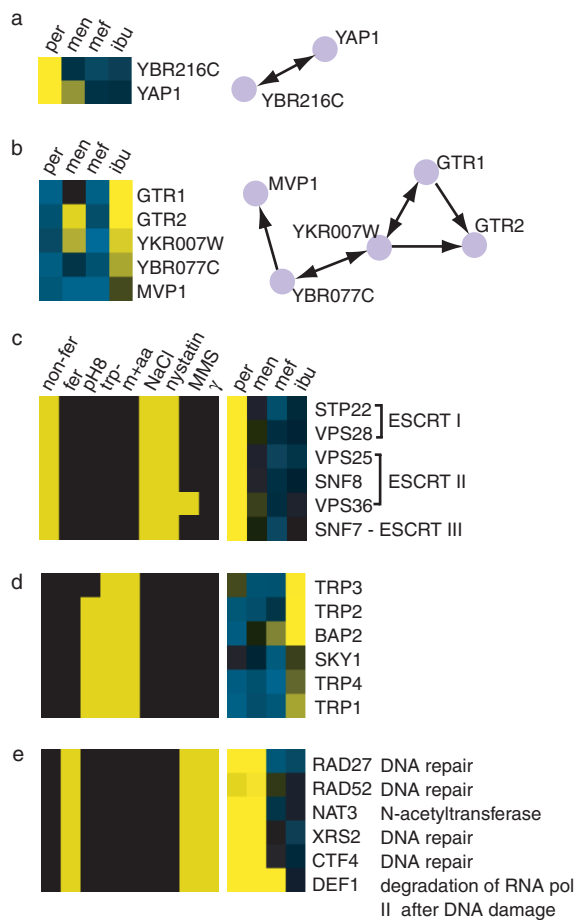 a
per men mef ibu
YBR216C
YAP1
YAP1
YBR216C
b
per men mef ibu
GTR1
GTR2
YKR007W
YBR077C
MVP1
MVP1
GTR1
YKR007W
GTR2
YBR077C
c
non-fer fer pH8 trp- m+aa NaCl nystatin MMS γ
per men mef ibu
STP22
VPS28
ESCRT I
VPS25
SNF8
VPS36
ESCRT II
SNF7 - ESCRT III
d
TRP3
TRP2
BAP2
SKY1
TRP4
TRP1
e
RAD27 DNA repair
RAD52 DNA repair
NAT3 N-acetyltransferase
XRS2 DNA repair
CTF4 DNA repair
DEF1 degradation of RNA pol
II after DNA damage